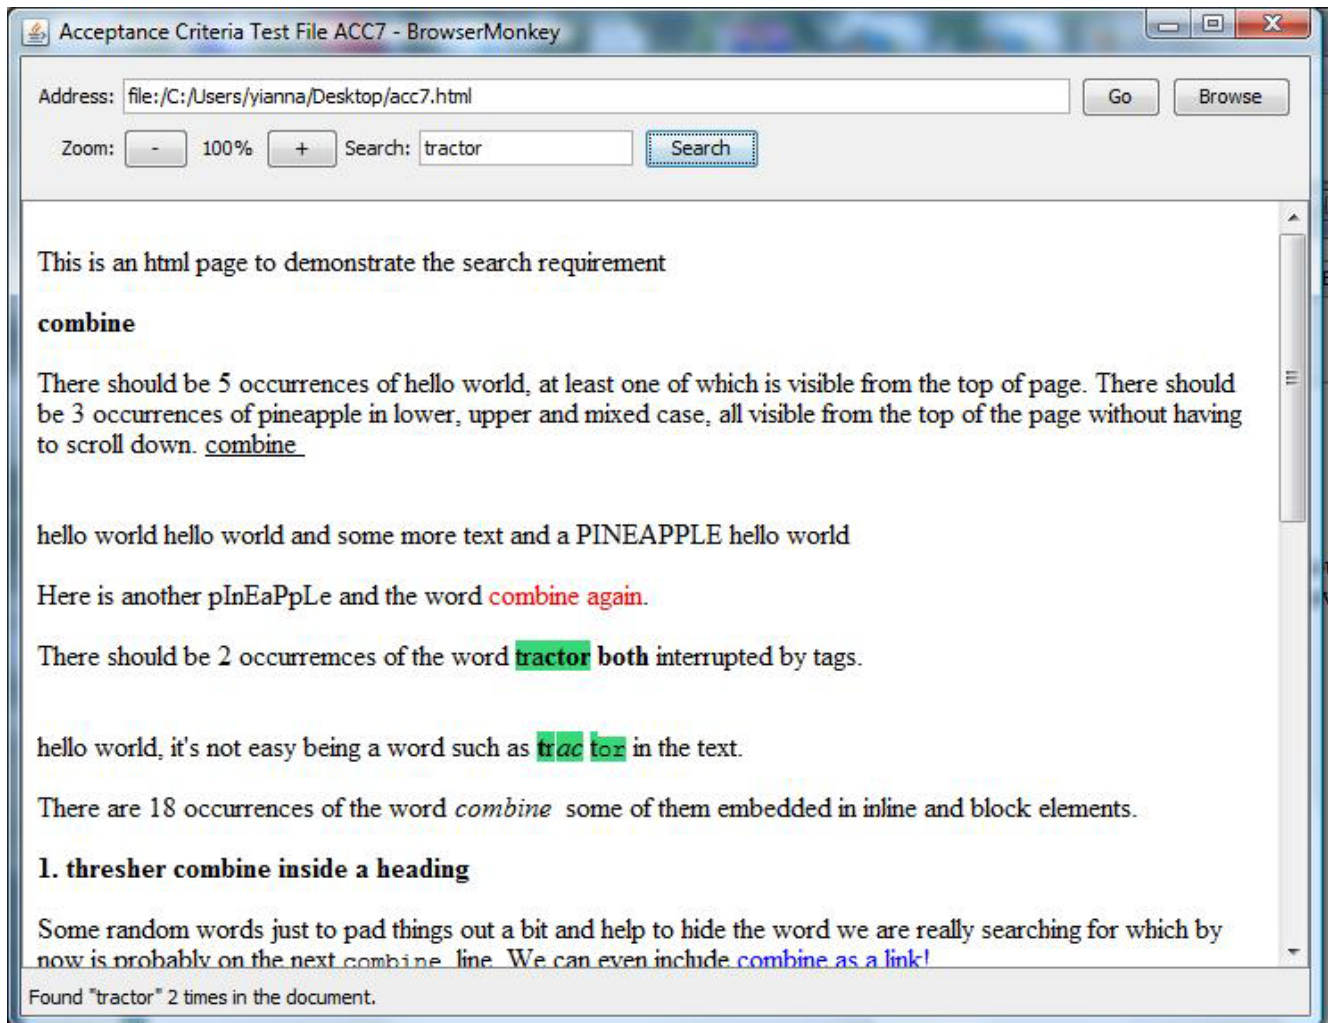 Acceptance Criteria Test File ACC7 - BrowserMonkey
Address: file:/C:/Users/yianna/Desktop/acc7.html Go Browse
Zoom: - 100% + Search: tractor Search
This is an html page to demonstrate the search requirement
combine
There should be 5 occurrences of hello world, at least one of which is visible from the top of page. There should
be 3 occurrences of pineapple in lower, upper and mixed case, all visible from the top of the page without having
to scroll down. combine
hello world hello world and some more text and a PINEAPPLE hello world
Here is another pInEaPpLe and the word combine again.
There should be 2 occurremces of the word tractor both interrupted by tags.
hello world, it's not easy being a word such as trac tor in the text.
There are 18 occurrences of the word combine some of them embedded in inline and block elements.
1. thresher combine inside a heading
Some random words just to pad things out a bit and help to hide the word we are really searching for which by
now is probably on the next combine line. We can even include combine as a link!
Found "tractor" 2 times in the document.